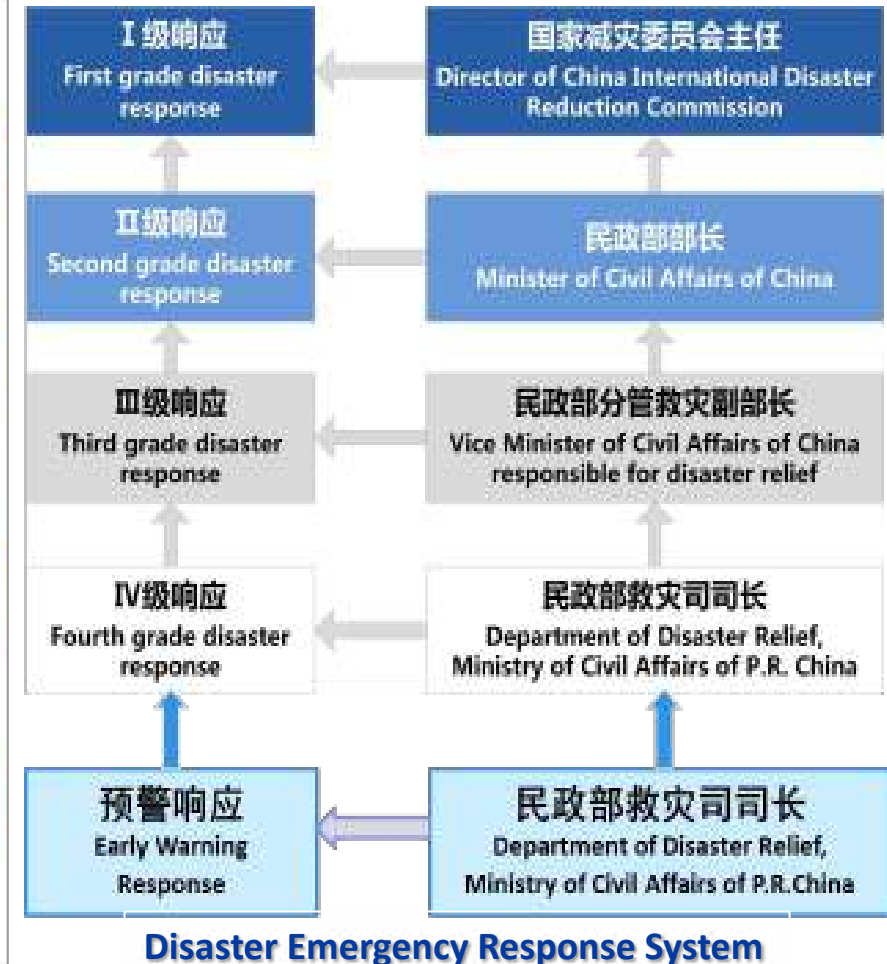 I级响应
First grade disaster
response
国家减灾委员会主任
Director of China International Disaster
Reduction Commission
II级响应
Second grade disaster
response
民政部部长
Minister of Civil Affairs of China
III级响应
Third grade disaster
response
民政部分管救灾副部长
Vice Minister of Civil Affairs of China
responsible for disaster relief
IV级响应
Fourth grade disaster
response
民政部救灾司司长
Department of Disaster Relief,
Ministry of Civil Affairs of P.R. China
预警响应
Early Warning
Response
民政部救灾司司长
Department of Disaster Relief,
Ministry of Civil Affairs of P.R.China
Disaster Emergency Response System